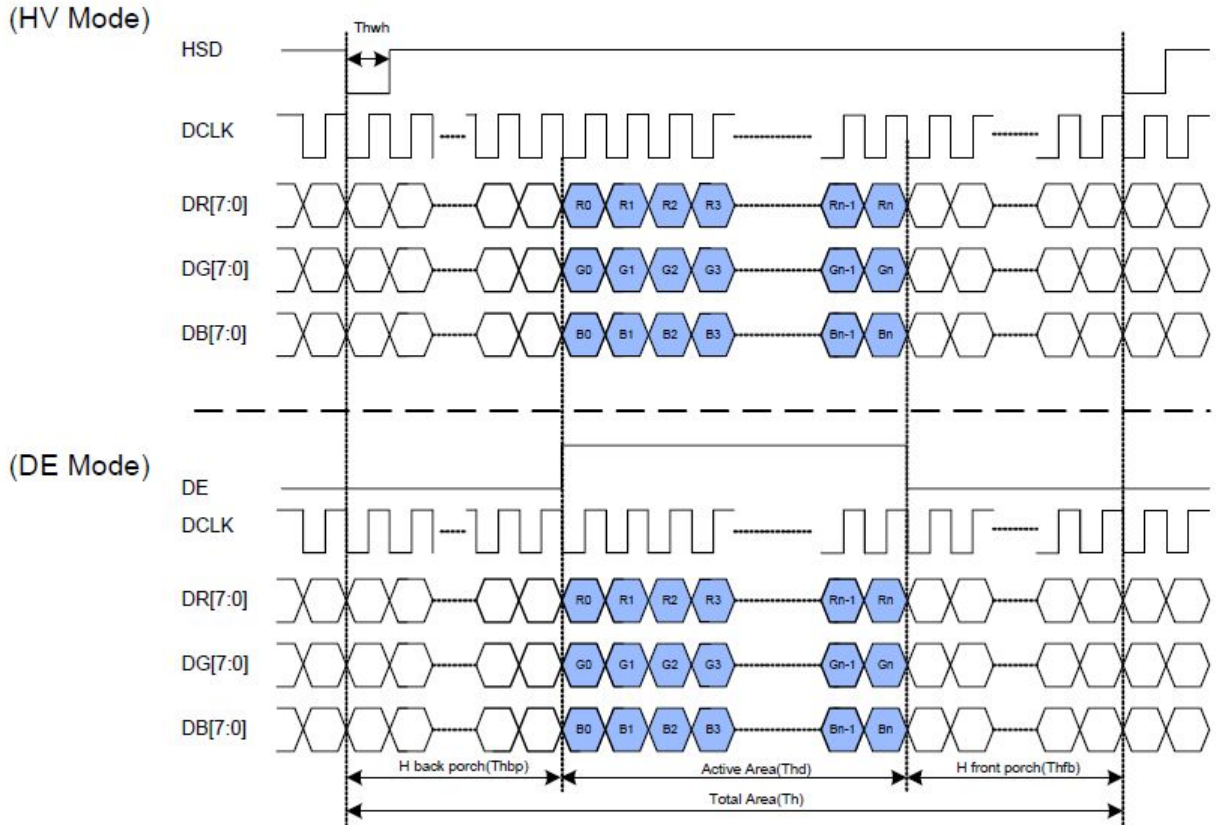 (HV Mode)
Thwh
HSD
DCLK
DR[7:0] R0 R1 R2 R3 Rn-1 Rn
DG[7:0] G0 G1 G2 G3 Gn-1 Gn
DB[7:0] B0 B1 B2 B3 Bn-1 Bn
(DE Mode)
DE
DCLK
DR[7:0] R0 R1 R2 R3 Rn-1 Rn
DG[7:0] G0 G1 G2 G3 Gn-1 Gn
DB[7:0] B0 B1 B2 B3 Bn-1 Bn
H back porch(Thbp) Active Area(Thd) H front porch(Thfb)
Total Area(Th)